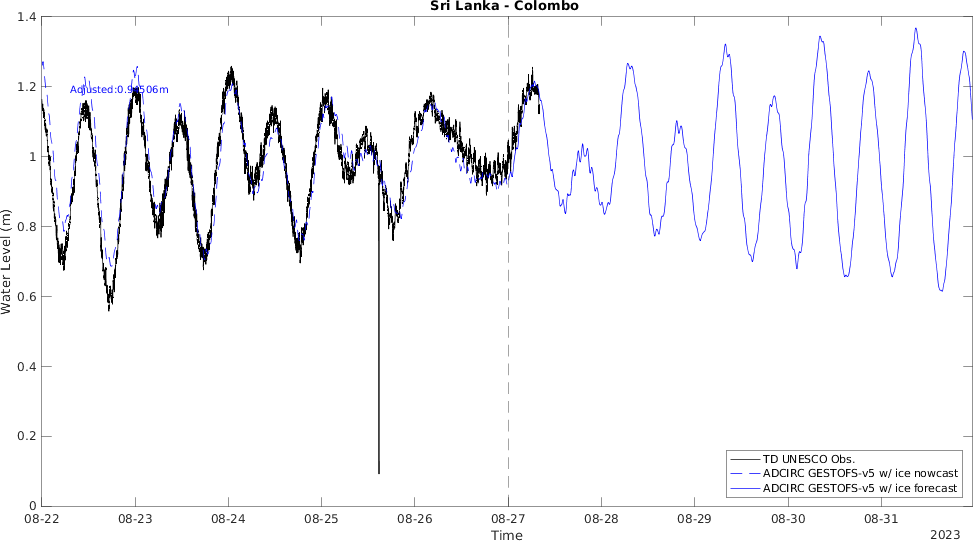 Sri Lanka - Colombo
1.4
1.2
1
0.8
0.6
0.4
0.2
0
Water Level (m)
08-22 08-23 08-24 08-25 08-26 08-27 08-28 08-29 08-30 08-31
Time
2023
TD UNESCO Obs.
ADCIRC GESTOFS-v5 w/ ice nowcast
ADCIRC GESTOFS-v5 w/ ice forecast